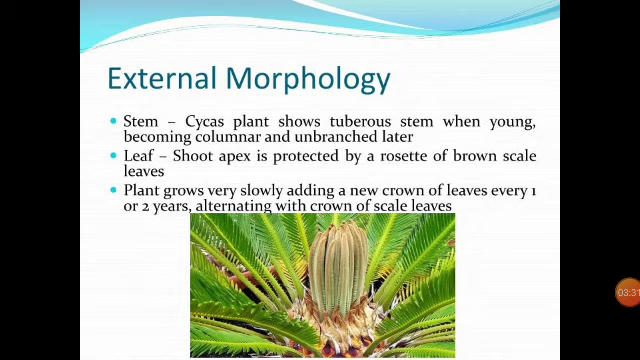 External Morphology
• Stem – Cycas plant shows tuberous stem when young,
becoming columnar and unbranched later
• Leaf – Shoot apex is protected by a rosette of brown scale
leaves
• Plant grows very slowly adding a new crown of leaves every 1
or 2 years, alternating with crown of scale leaves
03:31